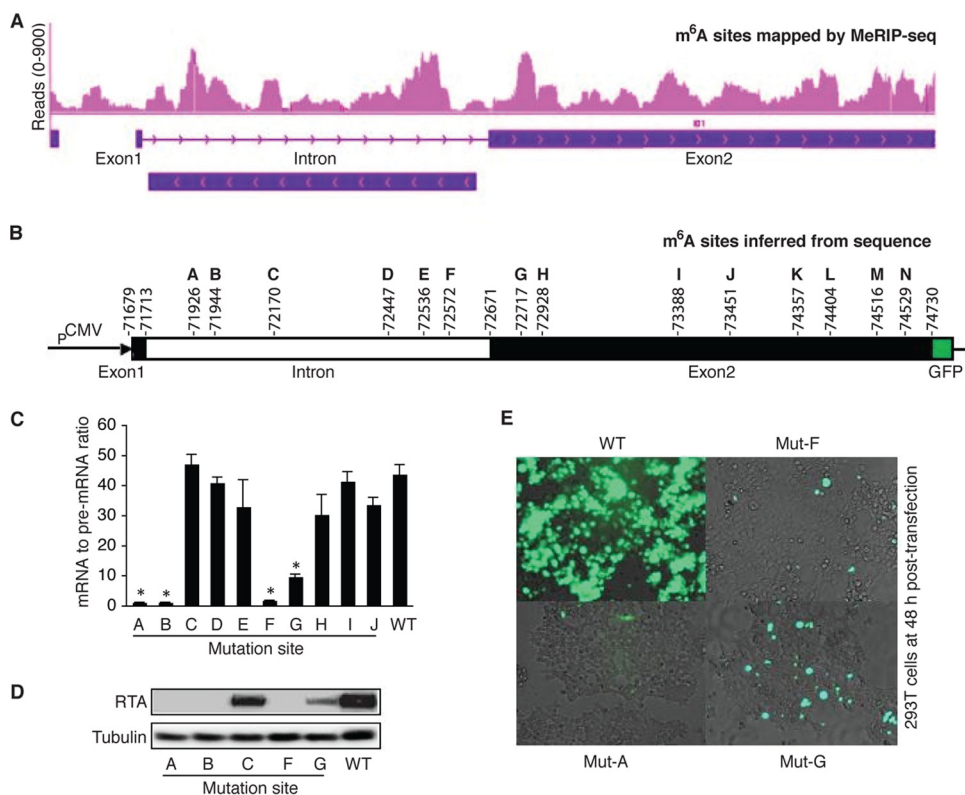 A
m⁶A sites mapped by MeRIP-seq
Reads (0-900)
Exon1 Intron Exon2
B
m⁶A sites inferred from sequence
A B C D E F G H I J K L M N
71679 71713 71926 71944 72170 72447 72536 72572 72671 72717 72928 73388 73451 74357 74404 74516 74529 74730
PCMV
Exon1 Intron Exon2 GFP
C
mRNA to pre-mRNA ratio
60
50
40
30
20
10
0
* * * *
A B C D E F G H I J WT
Mutation site
D
RTA
Tubulin
A B C F G WT
Mutation site
E
WT Mut-F
293T cells at 48 h post-transfection
Mut-A Mut-G